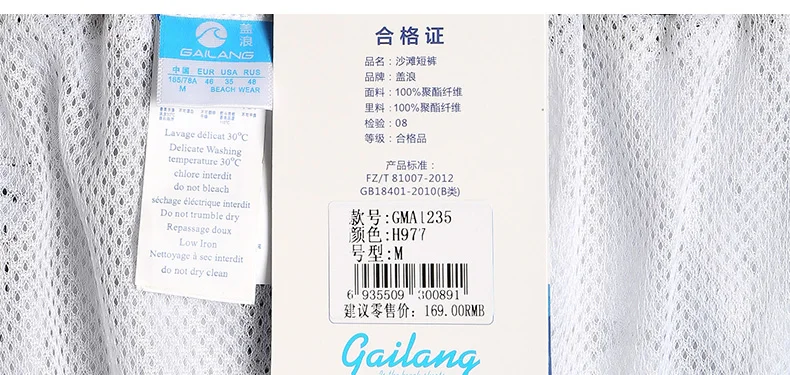 盖浪
GAILANG
中国 EUR USA RUS
165/78A 46 35 48
M BEACH WEAR
Lavage délicat 30°C
Delicate Washing
temperature 30°C
chlore interdit
do not bleach
séchage électrique interdit
Do not trumble dry
Repassage doux
Low Iron
Nettoyage à sec interdit
do not dry clean
合格证
品名：沙滩短裤
品牌：盖浪
面料：100%聚酯纤维
里料：100%聚酯纤维
检验：08
等级：合格品
产品标准：
FZ/T 81007-2012
GB18401-2010(B类)
款号:GMA1235
颜色:H977
号型:M
6 935509 300891
建议零售价: 169.00RMB
Gailang